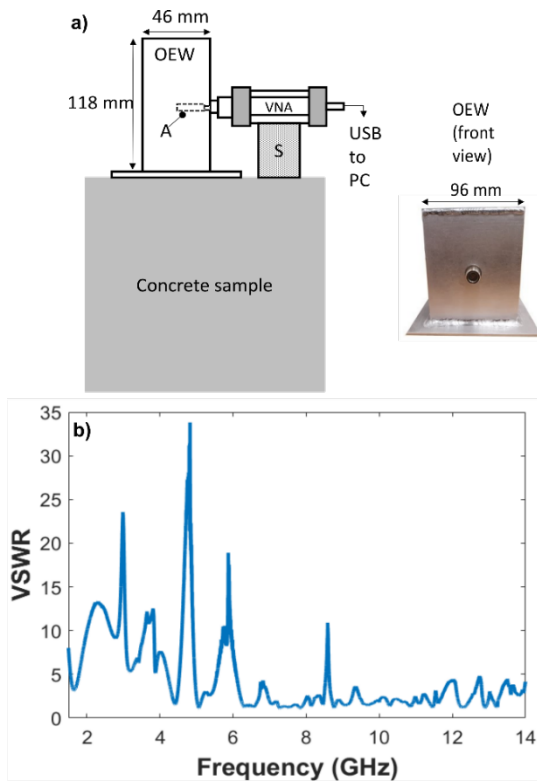 a)
46 mm
OEW
118 mm
A
VNA
S
USB
to
PC
OEW
(front
view)
96 mm
Concrete sample
b)
35
30
25
20
15
10
5
0
VSWR
2 4 6 8 10 12 14
Frequency (GHz)